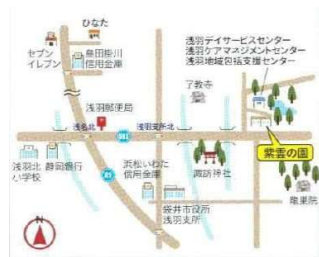 ひなた
セブン
イレブン
島田掛川
信用金庫
浅羽デイサービスセンター
浅羽ケアマネジメントセンター
浅羽地域包括支援センター
了教寺
浅羽郵便局
浅名北
浅羽支所北
紫雲の園
浅羽北
小学校
静岡銀行
浜松いわた
信用金庫
諏訪神社
袋井市役所
浅羽支所
龍巣院
N